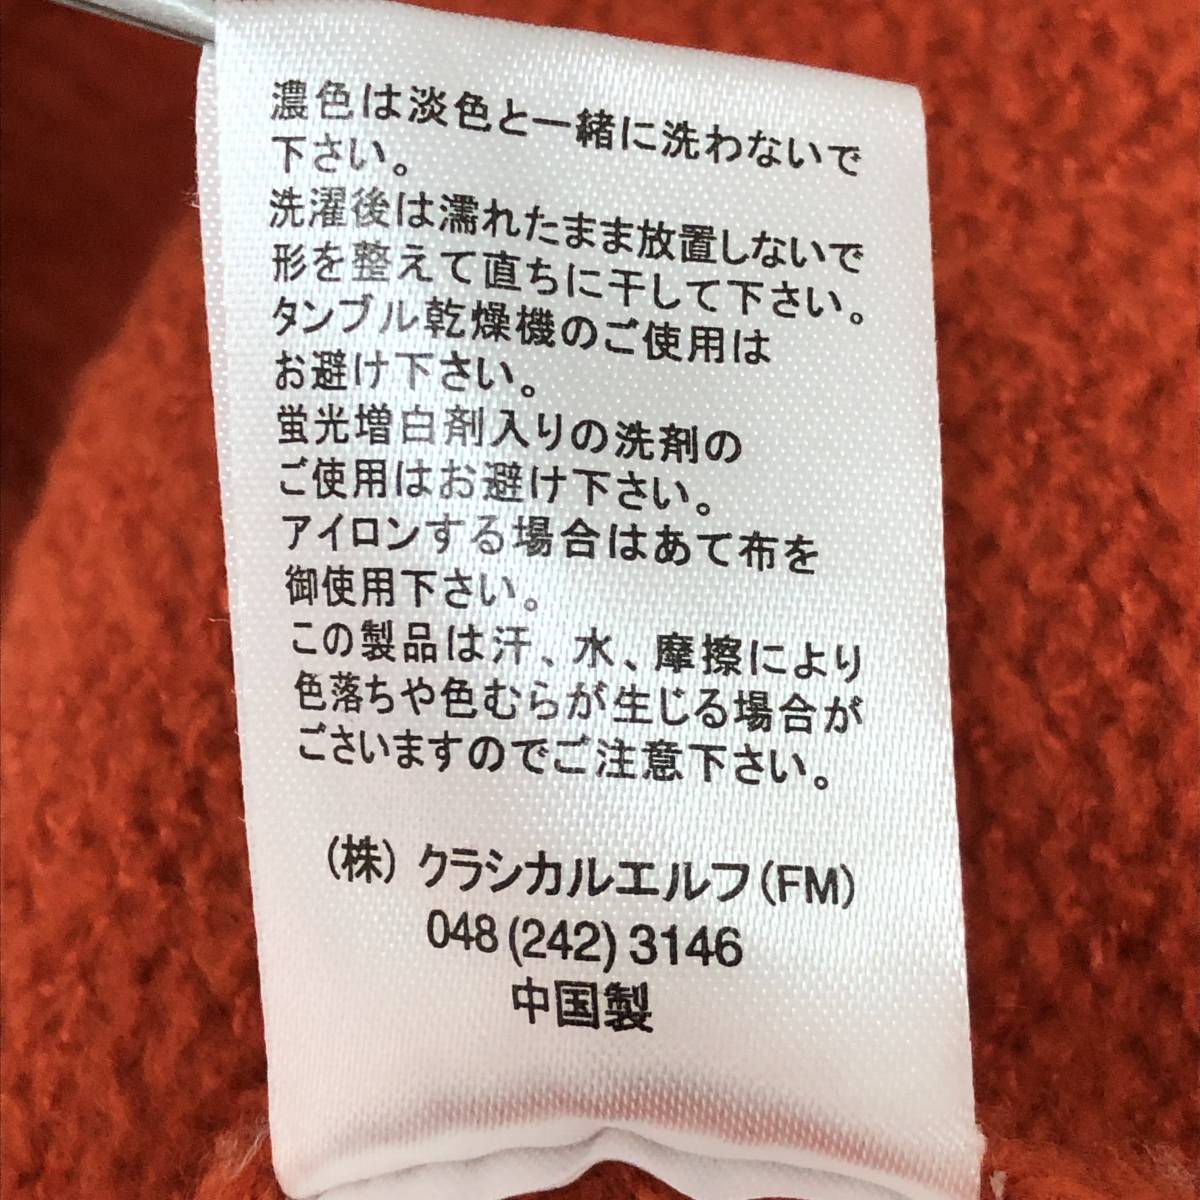 濃色は淡色と一緒に洗わないで
下さい。
洗濯後は濡れたまま放置しないで
形を整えて直ちに干して下さい。
タンブル乾燥機のご使用は
お避け下さい。
蛍光増白剤入りの洗剤の
ご使用はお避け下さい。
アイロンする場合はあて布を
御使用下さい。
この製品は汗、水、摩擦により
色落ちや色むらが生じる場合が
ございますのでご注意下さい。
(株) クラシカルエルフ(FM)
048 (242) 3146
中国製